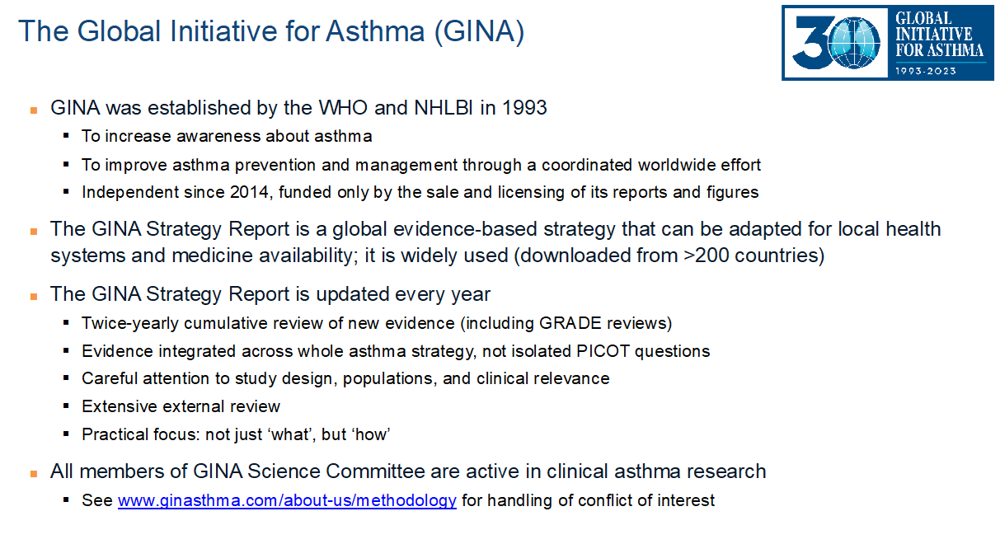 The Global Initiative for Asthma (GINA)
30
GLOBAL
INITIATIVE
FOR ASTHMA
1993-2023
GINA was established by the WHO and NHLBI in 1993
To increase awareness about asthma
To improve asthma prevention and management through a coordinated worldwide effort
Independent since 2014, funded only by the sale and licensing of its reports and figures
The GINA Strategy Report is a global evidence-based strategy that can be adapted for local health
systems and medicine availability; it is widely used (downloaded from >200 countries)
The GINA Strategy Report is updated every year
Twice-yearly cumulative review of new evidence (including GRADE reviews)
Evidence integrated across whole asthma strategy, not isolated PICOT questions
Careful attention to study design, populations, and clinical relevance
Extensive external review
Practical focus: not just ‘what’, but ‘how’
All members of GINA Science Committee are active in clinical asthma research
See www.ginasthma.com/about-us/methodology for handling of conflict of interest